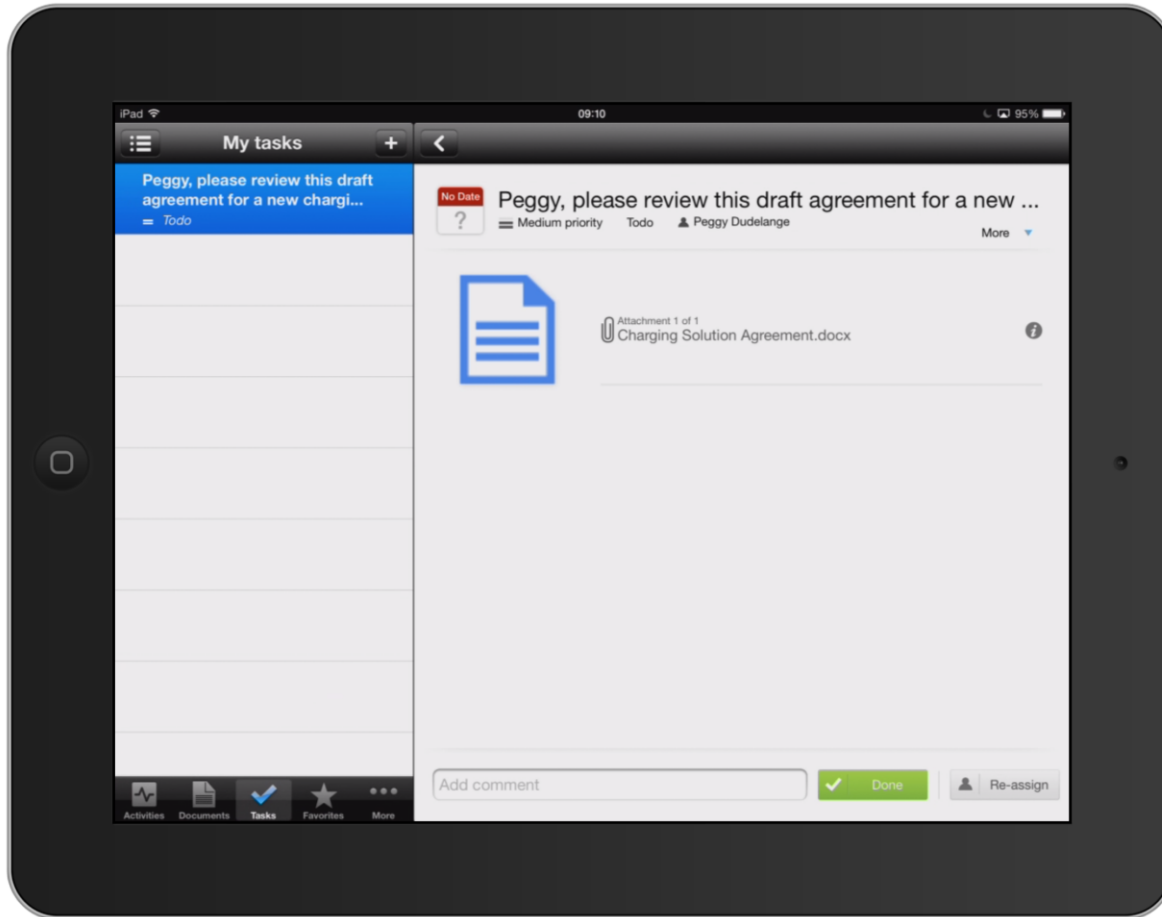 iPad 09:10 95%
My tasks +
Peggy, please review this draft
agreement for a new chargi...
Todo
No Date
?
Peggy, please review this draft agreement for a new ...
Medium priority Todo Peggy Dudelange
More
Attachment 1 of 1
Charging Solution Agreement.docx
i
Add comment Done Re-assign
Activities Documents Tasks Favorites More